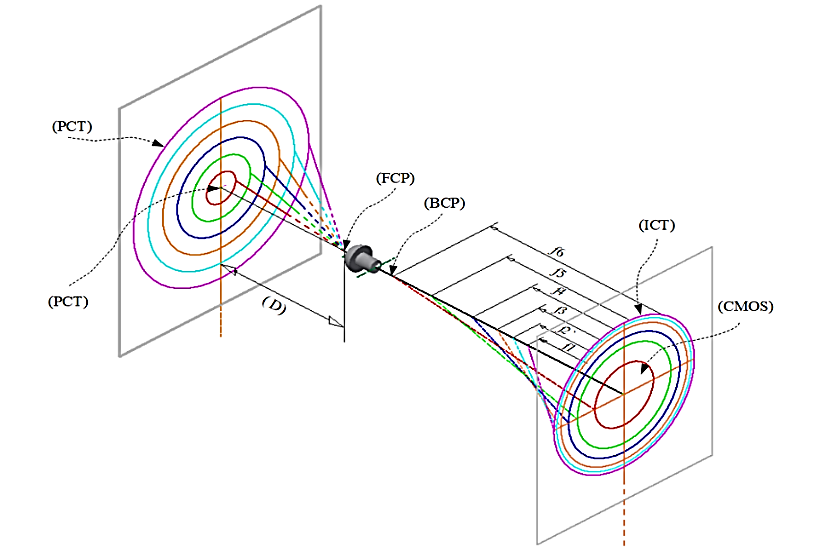 (PCT)
(FCP)
(BCP)
(ICT)
f6
f5
f4
(PCT)
(D)
f3
(CMOS)
f2
f1